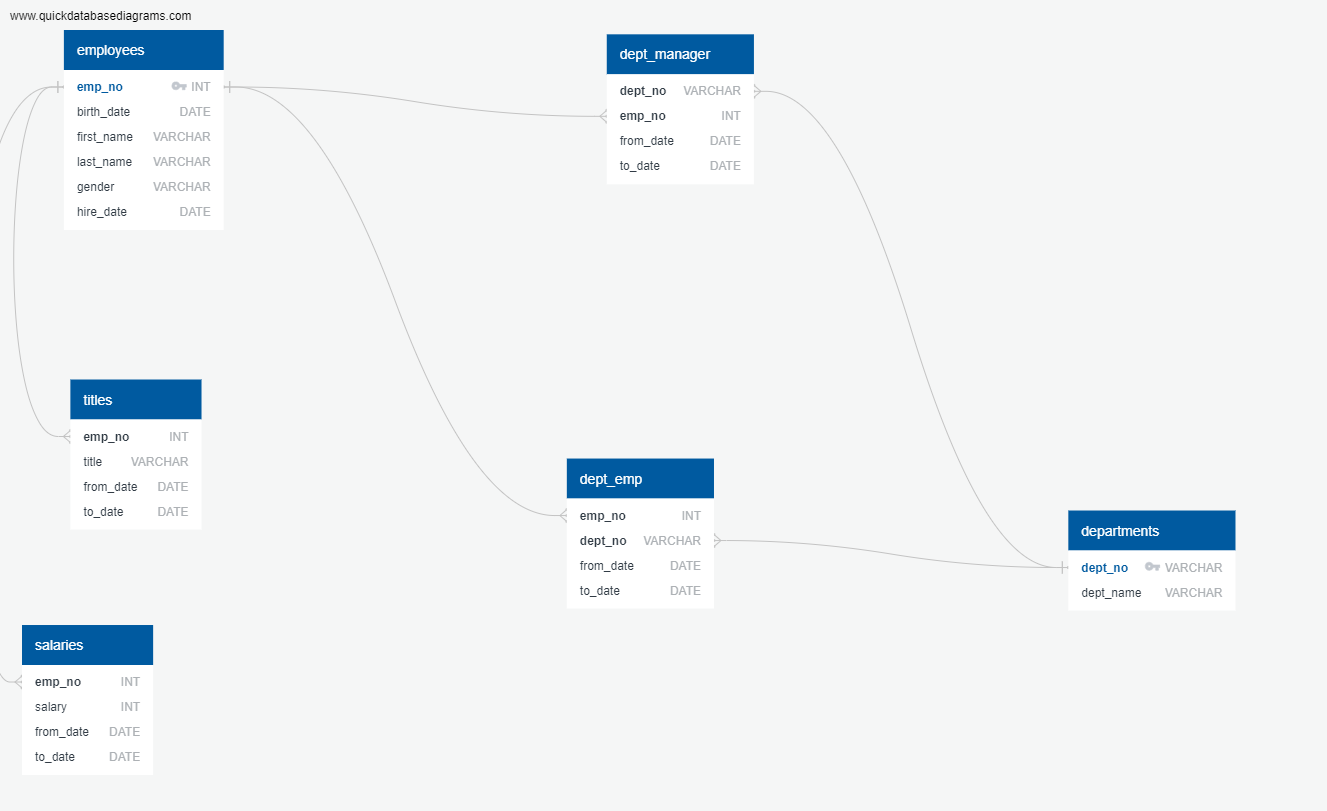 www.quickdatabasediagrams.com
employees
emp_no INT
birth_date DATE
first_name VARCHAR
last_name VARCHAR
gender VARCHAR
hire_date DATE
dept_manager
dept_no VARCHAR
emp_no INT
from_date DATE
to_date DATE
titles
emp_no INT
title VARCHAR
from_date DATE
to_date DATE
dept_emp
emp_no INT
dept_no VARCHAR
from_date DATE
to_date DATE
departments
dept_no VARCHAR
dept_name VARCHAR
salaries
emp_no INT
salary INT
from_date DATE
to_date DATE